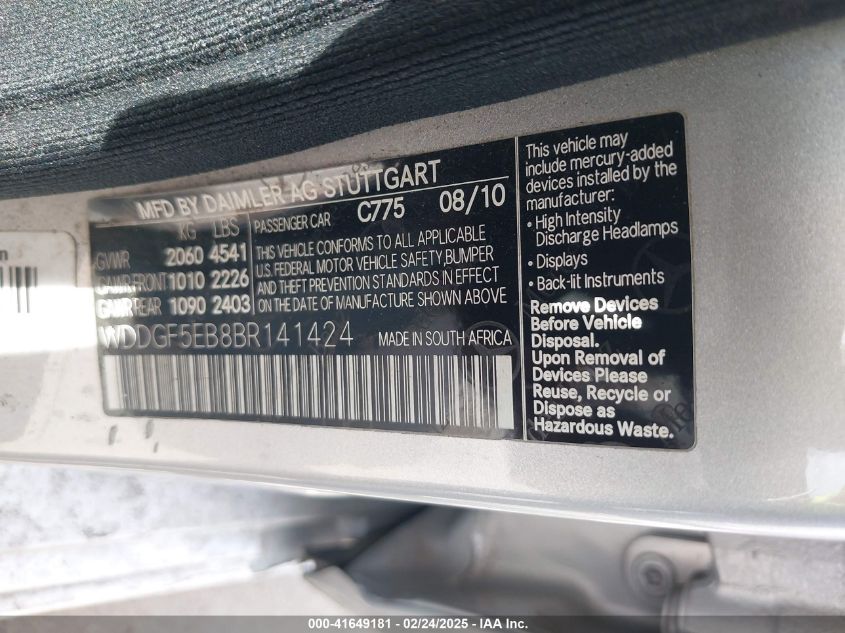 MFD BY DAIMLER AG STUTTGART
KG LBS
GVWR 2060 4541
GAWR FRONT 1010 2226
GAWR REAR 1090 2403
PASSENGER CAR C775 08/10
THIS VEHICLE CONFORMS TO ALL APPLICABLE
U.S. FEDERAL MOTOR VEHICLE SAFETY,BUMPER
AND THEFT PREVENTION STANDARDS IN EFFECT
ON THE DATE OF MANUFACTURE SHOWN ABOVE
WDDGF5EB8BR141424 MADE IN SOUTH AFRICA
This vehicle may
include mercury-added
devices installed by the
manufacturer:
• High Intensity
Discharge Headlamps
• Displays
• Back-lit Instruments
Remove Devices
Before Vehicle
Disposal.
Upon Removal of
Devices Please
Reuse, Recycle or
Dispose as
Hazardous Waste.
000-41649181 - 02/24/2025 - IAAI